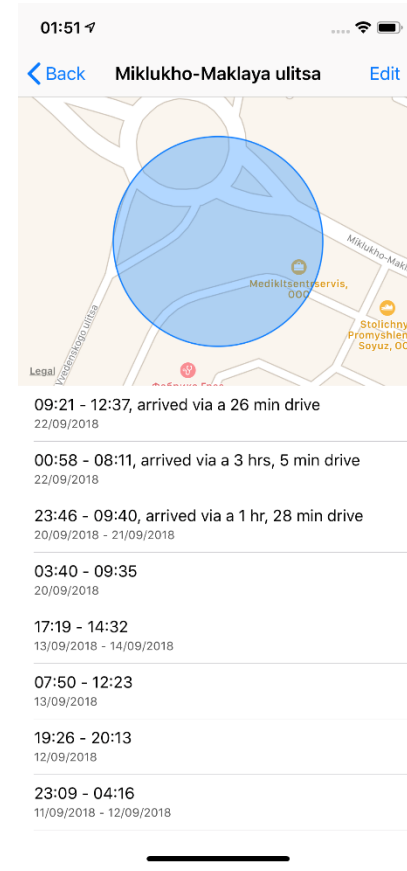 01:51
Back
Miklukho-Maklaya ulitsa
Edit
Miklukho-Makl
Medikltsentrservis,
OOO
Stolichny
Promyshlen
Soyuz, OO
Vvedenskogo ulitsa
Legal
09:21 - 12:37, arrived via a 26 min drive
22/09/2018
00:58 - 08:11, arrived via a 3 hrs, 5 min drive
22/09/2018
23:46 - 09:40, arrived via a 1 hr, 28 min drive
20/09/2018 - 21/09/2018
03:40 - 09:35
20/09/2018
17:19 - 14:32
13/09/2018 - 14/09/2018
07:50 - 12:23
13/09/2018
19:26 - 20:13
12/09/2018
23:09 - 04:16
11/09/2018 - 12/09/2018